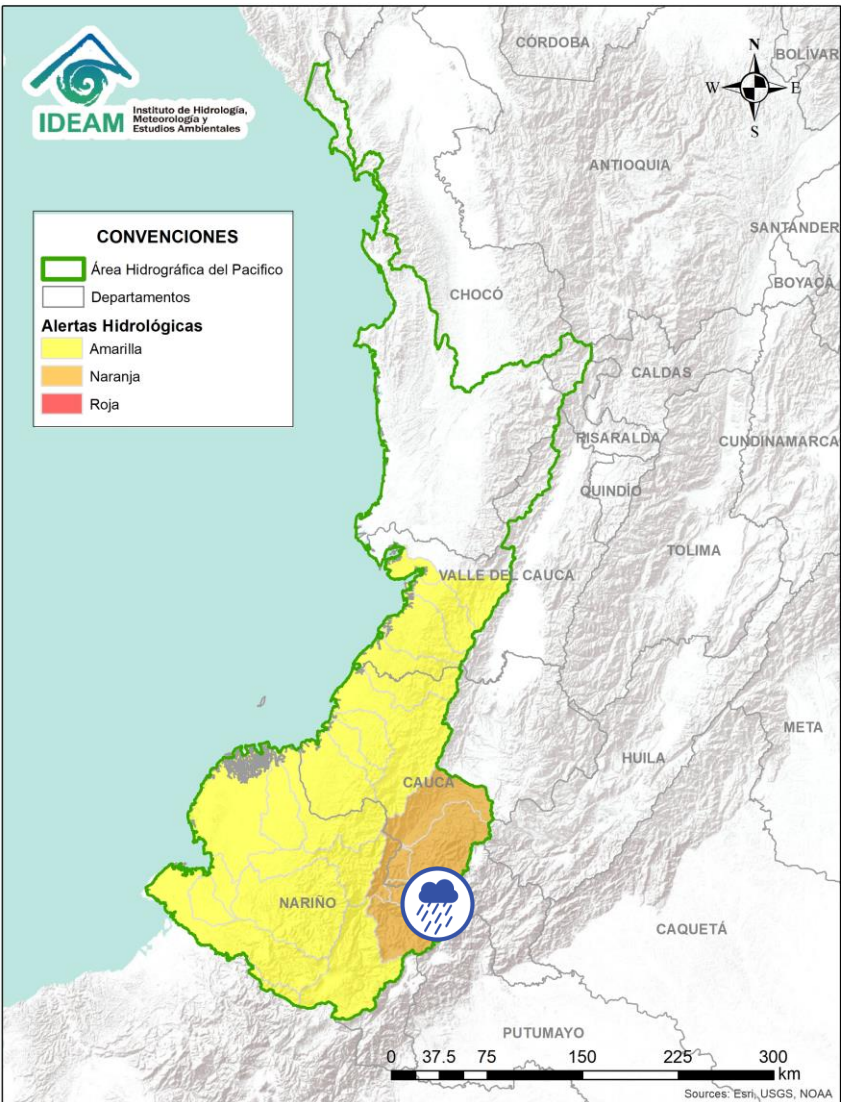 IDEAM
Instituto de Hidrología,
Meteorología y
Estudios Ambientales
N
W
E
S
CONVENCIONES
Área Hidrográfica del Pacifico
Departamentos
Alertas Hidrológicas
Amarilla
Naranja
Roja
CÓRDOBA
BOLÍVAR
ANTIOQUIA
SANTANDER
BOYACÁ
CHOCÓ
CALDAS
RISARALDA
CUNDINAMARCA
QUINDÍO
TOLIMA
VALLE DEL CAUCA
META
HUILA
CAUCA
NARIÑO
CAQUETÁ
PUTUMAYO
0 37.5 75 150 225 300
km
Sources: Esri, USGS, NOAA